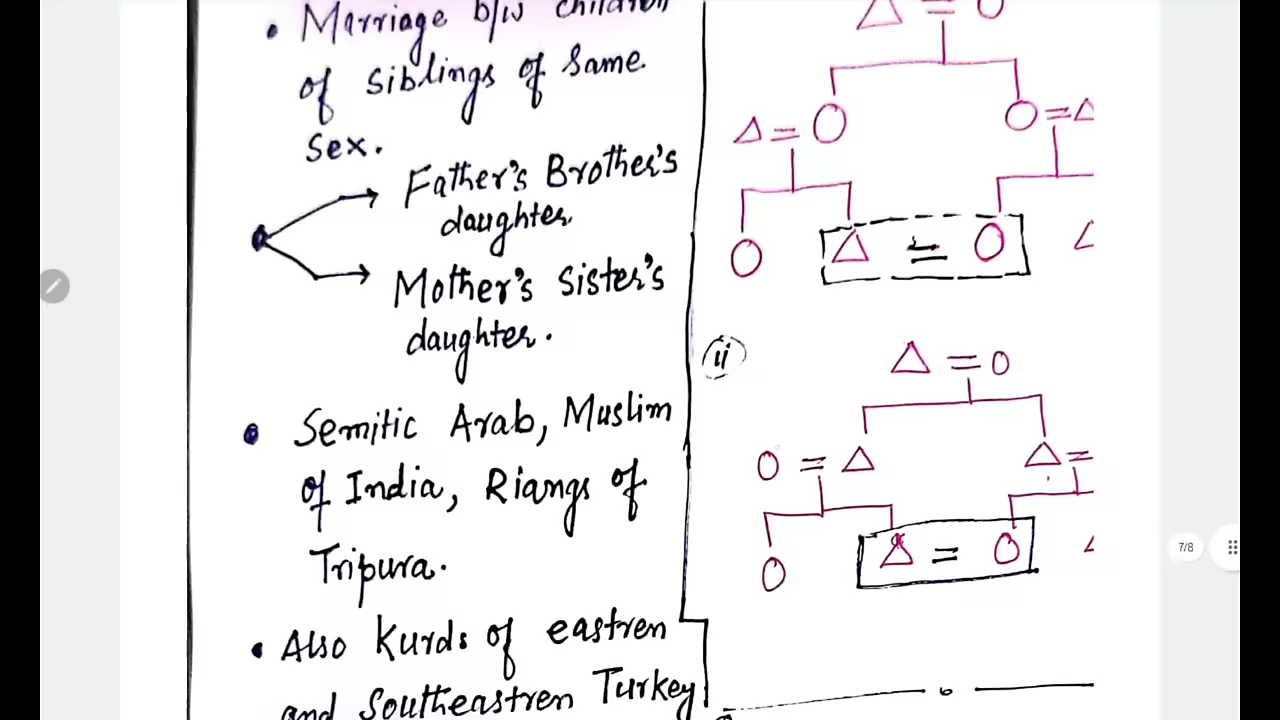 • Marriage b/w children
of siblings of same
sex.
Father's Brother's
daughter
Mother's sister's
daughter.
• Semitic Arab, Muslim
of India, Riangs of
Tripura.
• Also Kurds of eastren
and Southeastren Turkey
ii
7/8